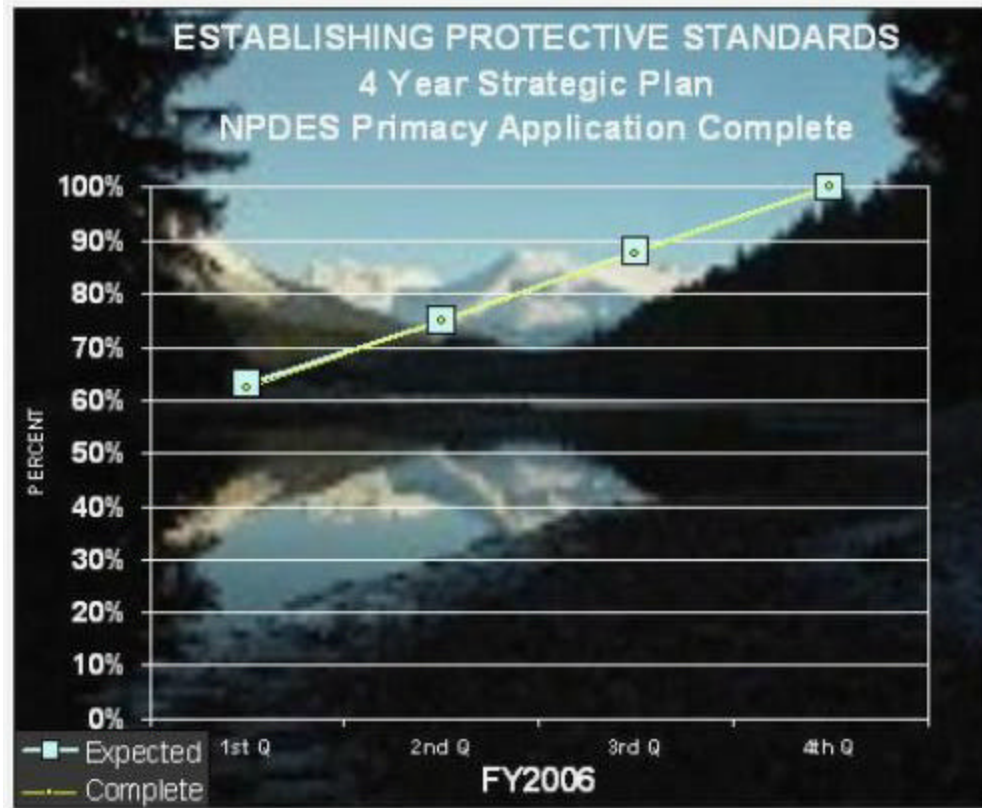 ESTABLISHING PROTECTIVE STANDARDS
4 Year Strategic Plan
NPDES Primacy Application Complete
100%
90%
80%
70%
60%
50%
40%
30%
20%
10%
0%
PERCENT
1st Q 2nd Q 3rd Q 4th Q
FY2006
Expected
Complete